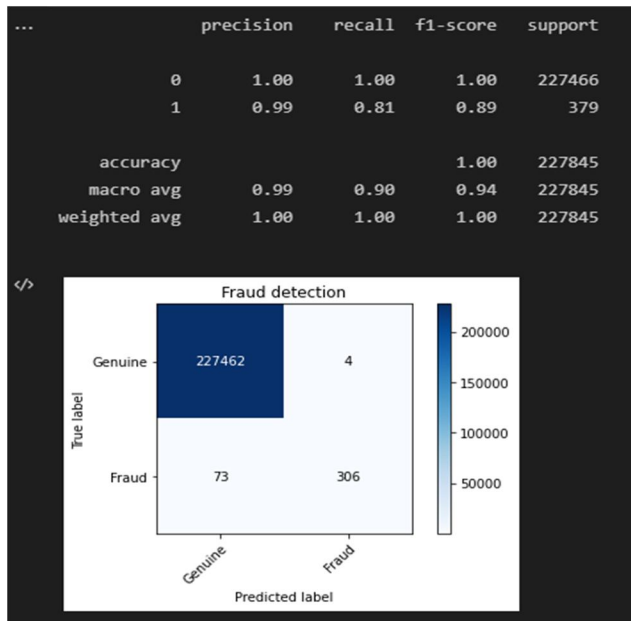 ...
precision recall f1-score support
0 1.00 1.00 1.00 227466
1 0.99 0.81 0.89 379
accuracy 1.00 227845
macro avg 0.99 0.90 0.94 227845
weighted avg 1.00 1.00 1.00 227845
</>
Fraud detection
200000
Genuine 227462 4
150000
True label
100000
Fraud 73 306
50000
Genuine Fraud
Predicted label